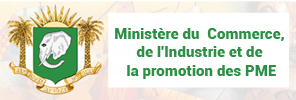 Ministère du Commerce,
de l'Industrie et de
la promotion des PME